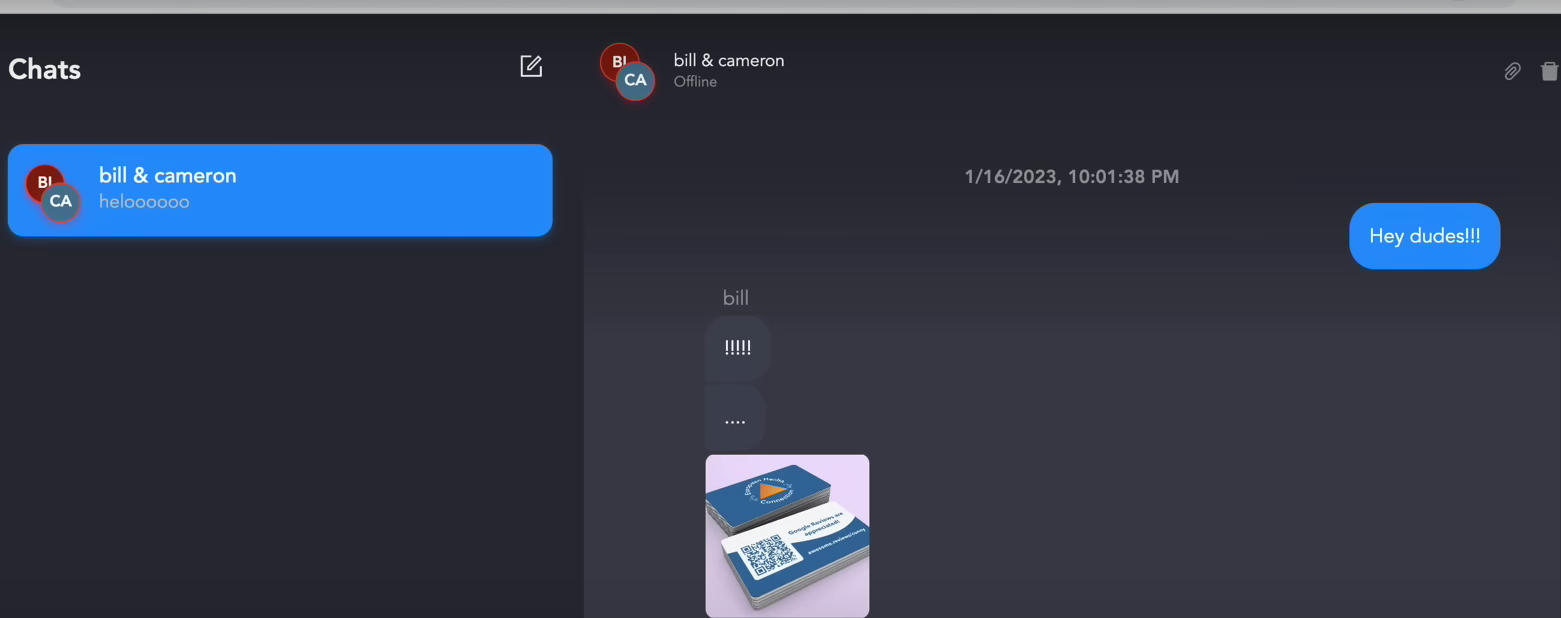 Chats
BI
CA
bill & cameron
heloooooo
BI
CA
bill & cameron
Offline
1/16/2023, 10:01:38 PM
Hey dudes!!!
bill
!!!!!
....
Connection
Google Reviews are
appreciated!